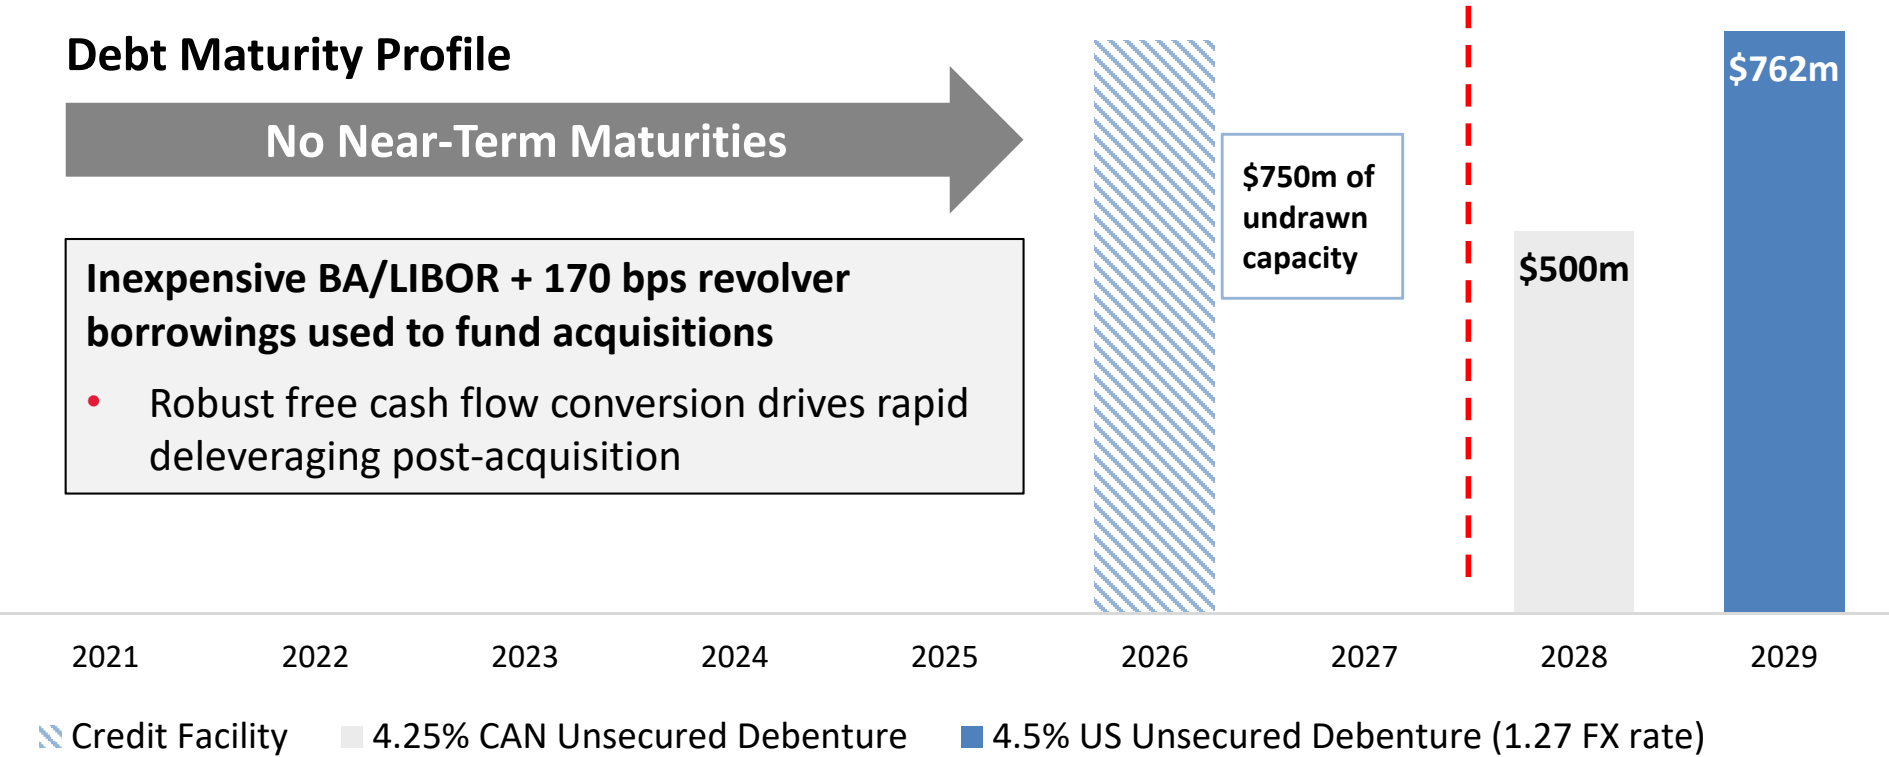 Debt Maturity Profile
No Near-Term Maturities
Inexpensive BA/LIBOR + 170 bps revolver
borrowings used to fund acquisitions
• Robust free cash flow conversion drives rapid
deleveraging post-acquisition
$750m of
undrawn
capacity
$500m
$762m
2021 2022 2023 2024 2025 2026 2027 2028 2029
Credit Facility 4.25% CAN Unsecured Debenture 4.5% US Unsecured Debenture (1.27 FX rate)